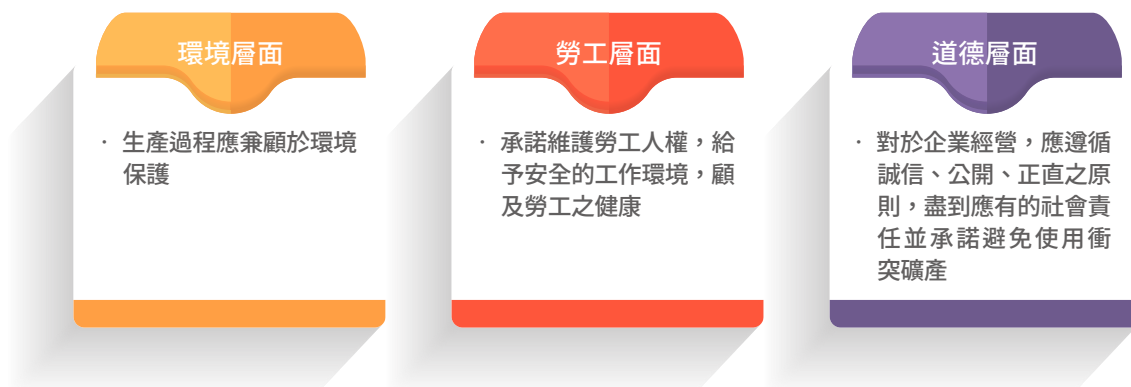 環境層面
· 生產過程應兼顧於環境
保護
勞工層面
· 承諾維護勞工人權，給
予安全的工作環境，顧
及勞工之健康
道德層面
· 對於企業經營，應遵循
誠信、公開、正直之原
則，盡到應有的社會責
任並承諾避免使用衝
突礦產